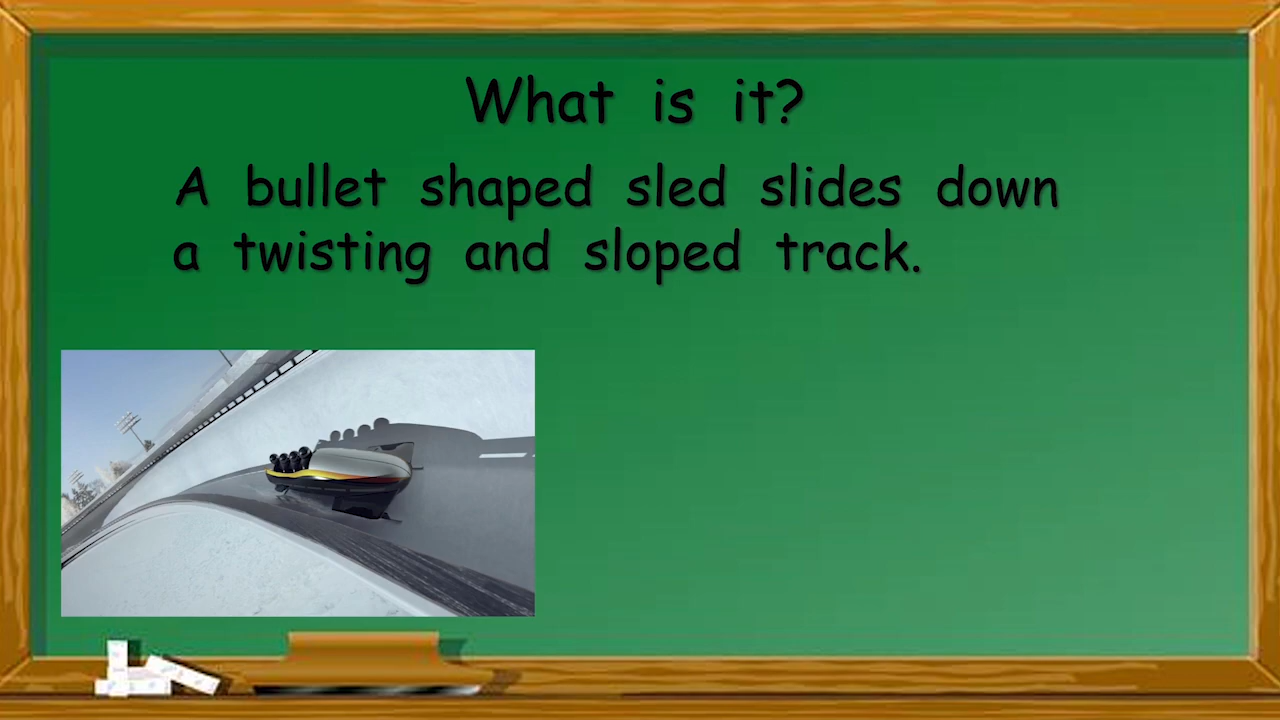 What is it?
A bullet shaped sled slides down
a twisting and sloped track.